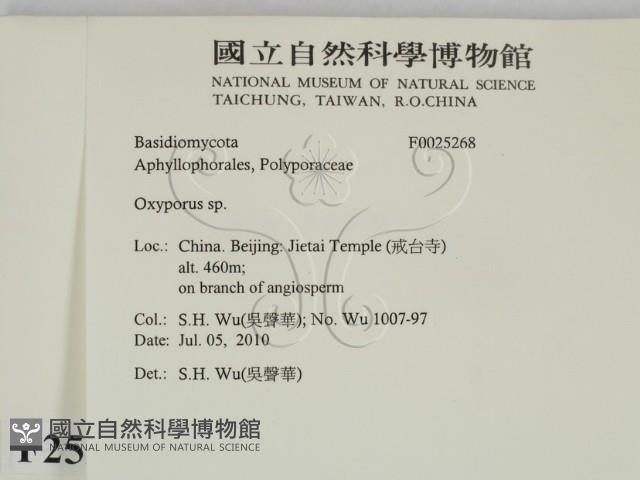 國立自然科學博物館
NATIONAL MUSEUM OF NATURAL SCIENCE
TAICHUNG, TAIWAN, R.O.CHINA
Basidiomycota F0025268
Aphyllophorales, Polyporaceae
Oxyporus sp.
Loc.: China. Beijing: Jietai Temple (戒台寺)
alt. 460m;
on branch of angiosperm
Col.: S.H. Wu(吳聲華); No. Wu 1007-97
Date: Jul. 05, 2010
Det.: S.H. Wu(吳聲華)
國立自然科學博物館
NATIONAL MUSEUM OF NATURAL SCIENCE
F25